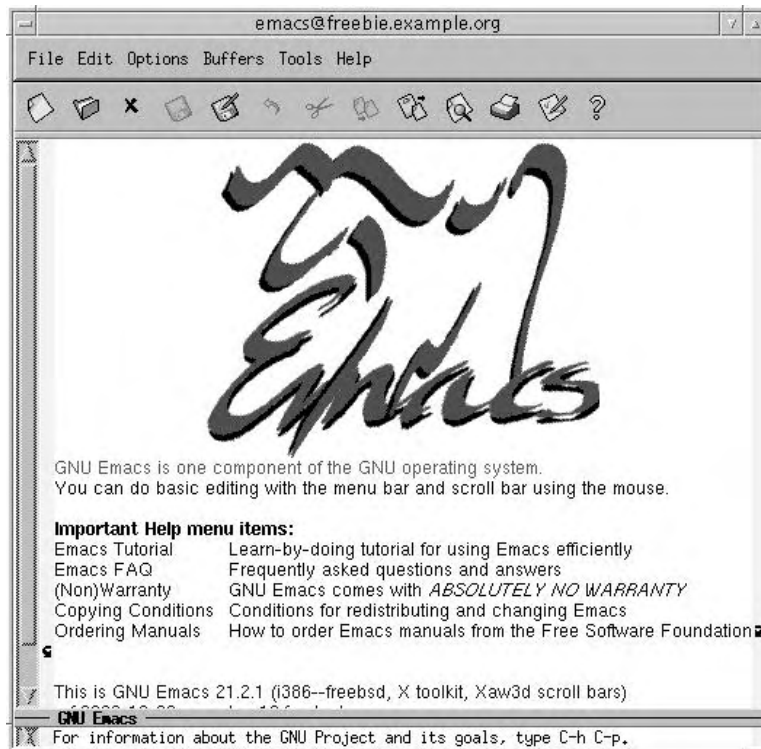 emacs@freebie.example.org
File Edit Options Buffers Tools Help
Emacs
GNU Emacs is one component of the GNU operating system.
You can do basic editing with the menu bar and scroll bar using the mouse.
Important Help menu items:
Emacs Tutorial Learn-by-doing tutorial for using Emacs efficiently
Emacs FAQ Frequently asked questions and answers
(Non)Warranty GNU Emacs comes with ABSOLUTELY NO WARRANTY
Copying Conditions Conditions for redistributing and changing Emacs
Ordering Manuals How to order Emacs manuals from the Free Software Foundation
This is GNU Emacs 21.2.1 (i386--freebsd, X toolkit, Xaw3d scroll bars)
GNU Emacs
For information about the GNU Project and its goals, type C-h C-p.